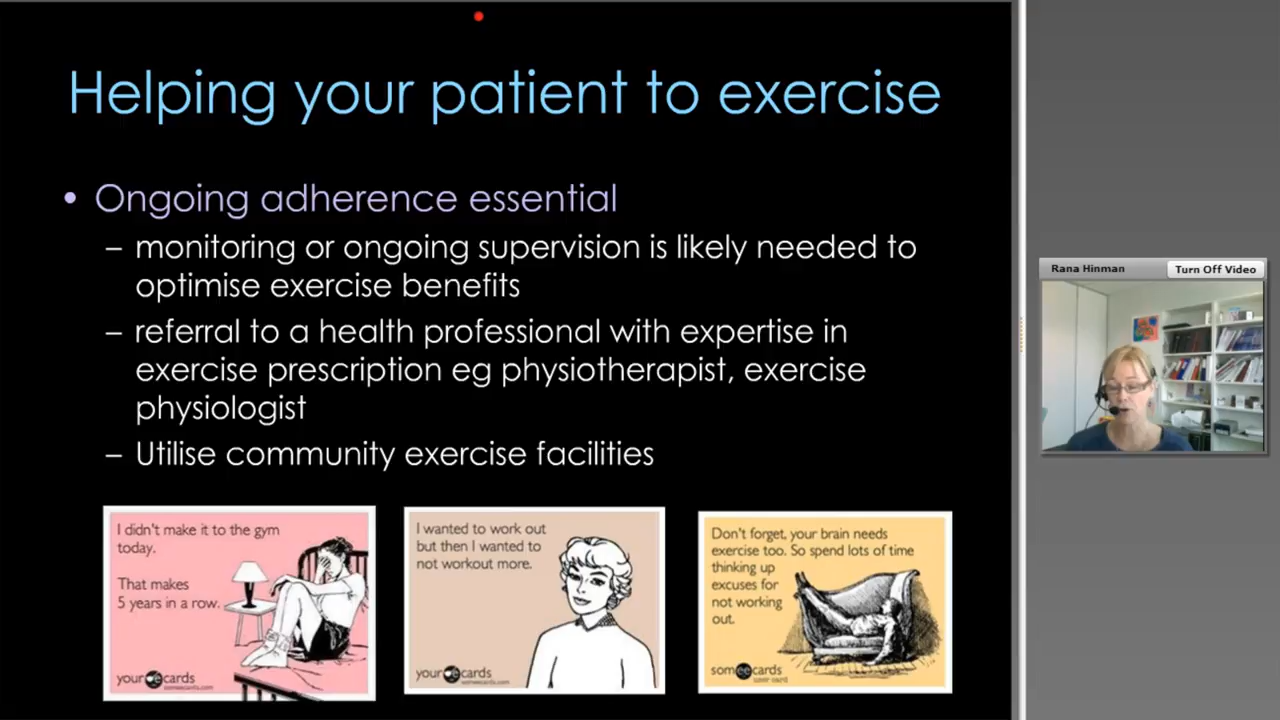 Helping your patient to exercise
• Ongoing adherence essential
– monitoring or ongoing supervision is likely needed to
optimise exercise benefits
– referral to a health professional with expertise in
exercise prescription eg physiotherapist, exercise
physiologist
– Utilise community exercise facilities
I didn't make it to the gym
today.
That makes
5 years in a row.
your ecards
someecards.com
I wanted to work out
but then I wanted to
not workout more.
your ecards
someecards.com
Don't forget, your brain needs
exercise too. So spend lots of time
thinking up
excuses for
not working
out.
someecards
user card
Rana Hinman
Turn Off Video